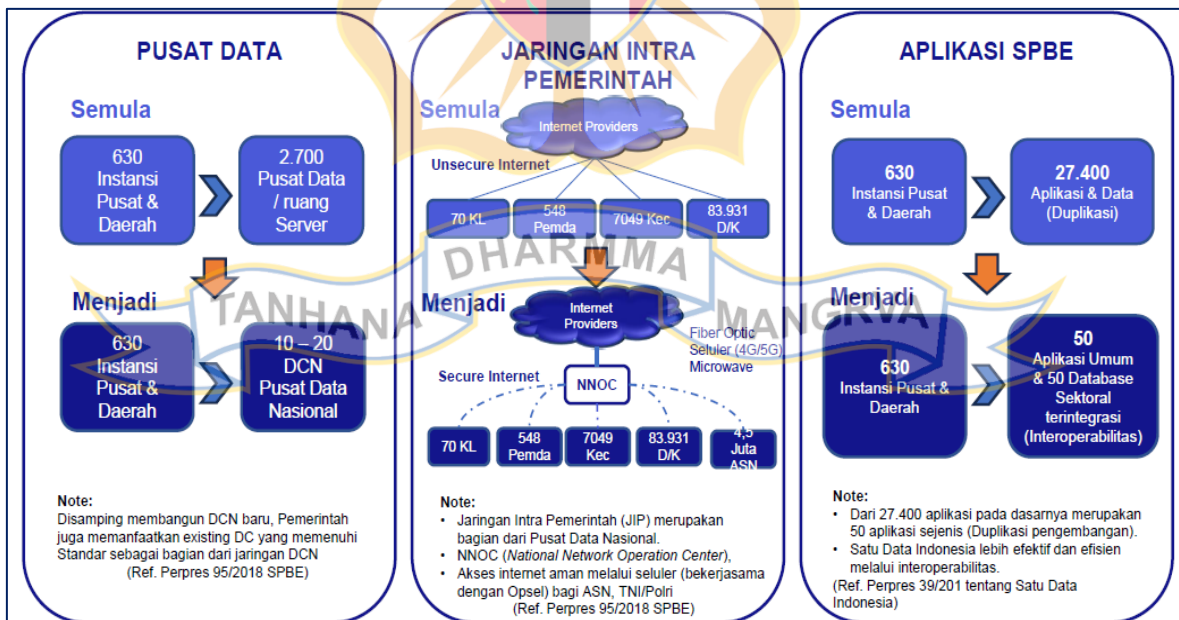 PUSAT DATA
Semula
630
Instansi
Pusat &
Daerah
2.700
Pusat Data
/ ruang
Server
Menjadi
630
Instansi
Pusat &
Daerah
10 – 20
DCN
Pusat Data
Nasional
Note:
Disamping membangun DCN baru, Pemerintah
juga memanfaatkan existing DC yang memenuhi
Standar sebagai bagian dari jaringan DCN
(Ref. Perpres 95/2018 SPBE)
JARINGAN INTRA
PEMERINTAH
Semula
Internet Providers
Unsecure Internet
70 KL
548
Pemda
7049 Kec
83.931
D/K
Menjadi
Internet
Providers
Fiber Optic
Seluler (4G/5G)
Microwave
Secure Internet
NNOC
70 KL
548
Pemda
7049
Kec
83.931
D/K
4,5
Juta
ASN
Note:
• Jaringan Intra Pemerintah (JIP) merupakan
bagian dari Pusat Data Nasional.
• NNOC (National Network Operation Center),
• Akses internet aman melalui seluler (bekerjasama
dengan Opsel) bagi ASN, TNI/Polri
(Ref. Perpres 95/2018 SPBE)
APLIKASI SPBE
Semula
630
Instansi Pusat
& Daerah
27.400
Aplikasi & Data
(Duplikasi)
Menjadi
630
Instansi Pusat &
Daerah
50
Aplikasi Umum
& 50 Database
Sektoral
terintegrasi
(Interoperabilitas)
Note:
• Dari 27.400 aplikasi pada dasarnya merupakan
50 aplikasi sejenis (Duplikasi pengembangan).
• Satu Data Indonesia lebih efektif dan efisien
melalui interoperabilitas.
(Ref. Perpres 39/201 tentang Satu Data
Indonesia)
TANHANA DHARMMA MANGRVA